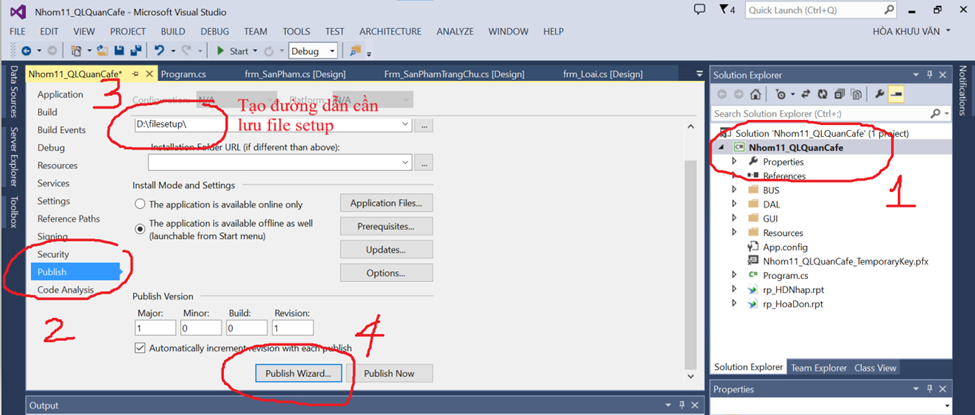 Nhom11_QLQuanCafe - Microsoft Visual Studio
4
Quick Launch (Ctrl+Q)
FILE EDIT VIEW PROJECT BUILD DEBUG TEAM TOOLS TEST ARCHITECTURE ANALYZE WINDOW HELP
HÒA KHƯU VĂN
Start
Debug
Data Sources
Server Explorer
Toolbox
Nhom11_QLQuanCafe*
Program.cs
frm_SanPham.cs [Design]
Frm_SanPhamTrangChu.cs [Design]
frm_Loai.cs [Design]
Application
Build
Build Events
Debug
Resources
Services
Settings
Reference Paths
Signing
Security
Publish
Code Analysis
3
2
Configuration: N/A
Platform: N/A
Tạo đường dẫn cần
lưu file setup
D:\filesetup\
...
Installation Folder URL (if different than above):
...
Install Mode and Settings
The application is available online only
The application is available offline as well
(launchable from Start menu)
Application Files...
Prerequisites...
Updates...
Options...
Publish Version
Major: Minor: Build: Revision:
1 0 0 1
Automatically increment revision with each publish
4
Publish Wizard...
Publish Now
Output
Solution Explorer
Search Solution Explorer (Ctrl+;)
Solution 'Nhom11_QLQuanCafe' (1 project)
Nhom11_QLQuanCafe
Properties
References
BUS
DAL
GUI
Resources
App.config
Nhom11_QLQuanCafe_TemporaryKey.pfx
Program.cs
rp_HDNhap.rpt
rp_HoaDon.rpt
1
Solution Explorer Team Explorer Class View
Properties
Notifications